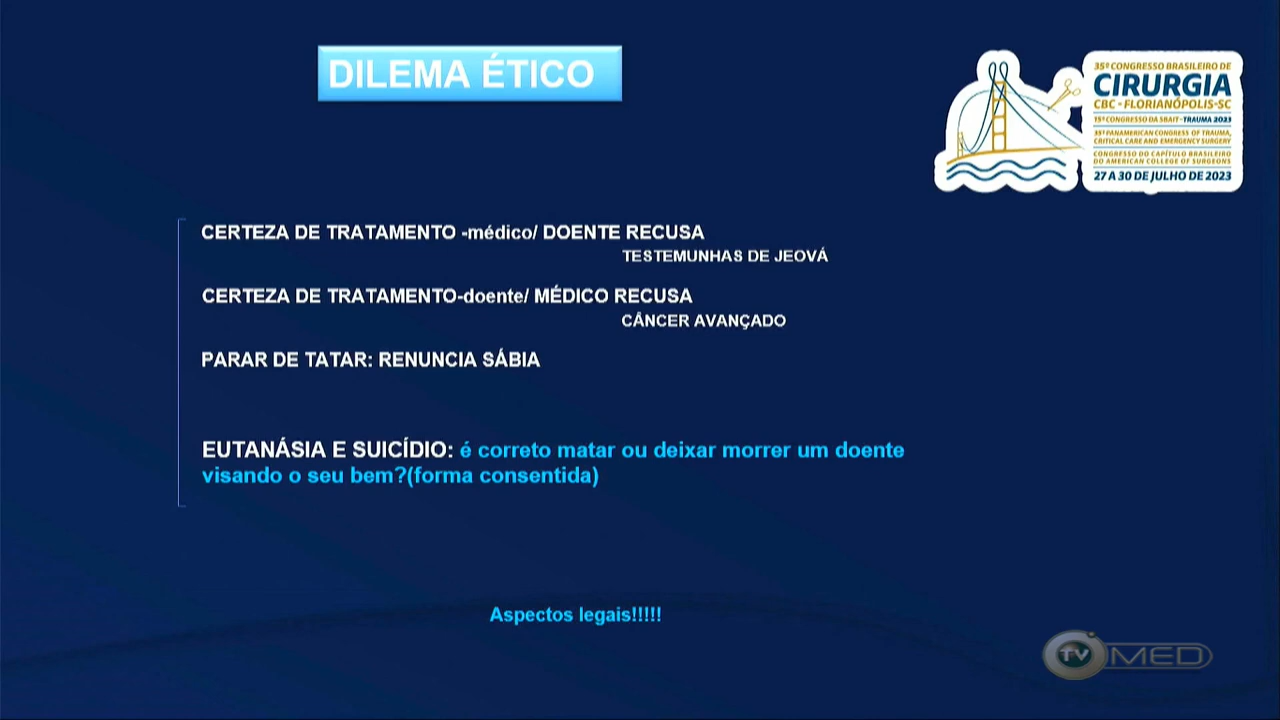 DILEMA ÉTICO
35º CONGRESSO BRASILEIRO DE
CIRURGIA
CBC - FLORIANÓPOLIS-SC
15º CONGRESSO DA SBAIT - TRAUMA 2023
35º PANAMERICAN CONGRESS OF TRAUMA,
CRITICAL CARE AND EMERGENCY SURGERY
CONGRESSO DO CAPÍTULO BRASILEIRO
DO AMERICAN COLLEGE OF SURGEONS
27 A 30 DE JULHO DE 2023
CERTEZA DE TRATAMENTO -médico/ DOENTE RECUSA
TESTEMUNHAS DE JEOVÁ
CERTEZA DE TRATAMENTO-doente/ MÉDICO RECUSA
CÂNCER AVANÇADO
PARAR DE TATAR: RENUNCIA SÁBIA
EUTANÁSIA E SUICÍDIO: é correto matar ou deixar morrer um doente
visando o seu bem?(forma consentida)
Aspectos legais!!!!!
TV MED